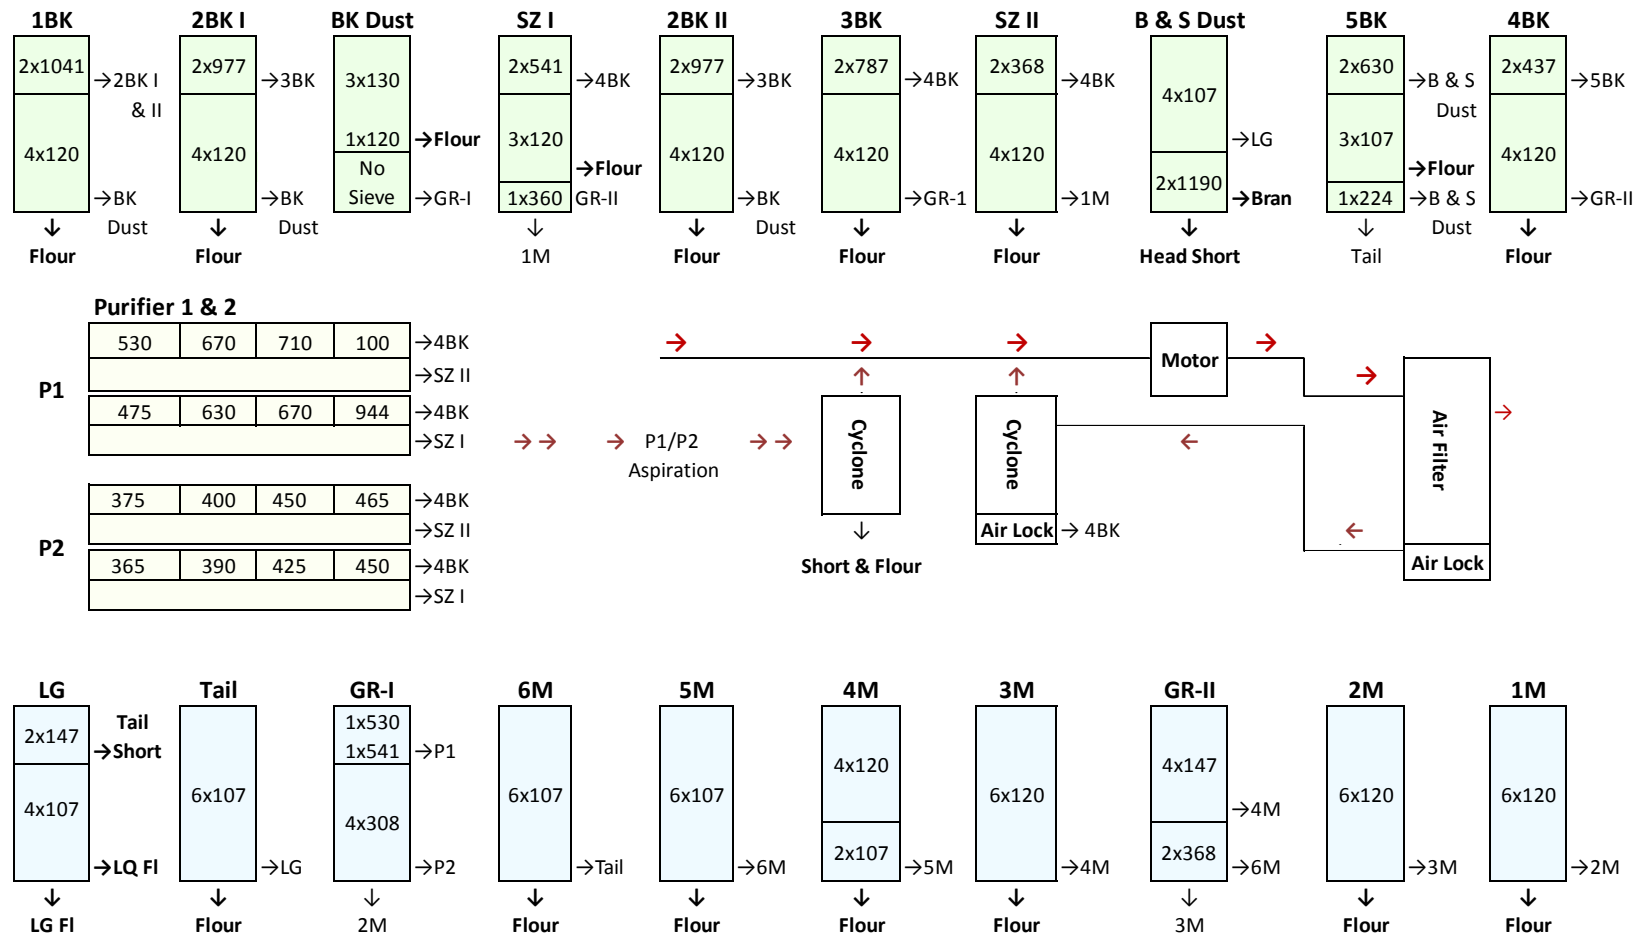 1BK 2BK I BK Dust SZ I 2BK II 3BK SZ II B & S Dust 5BK 4BK
2x1041 →2BK I & II
4x120 →BK Dust
↓ Flour
2x977 →3BK
4x120 →BK Dust
↓ Flour
3x130
1x120 →Flour
No
Sieve →GR-I
2x541 →4BK
3x120 →Flour
1x360 GR-II
↓
1M
2x977 →3BK
4x120 →BK Dust
↓ Flour
2x787 →4BK
4x120 →GR-1
↓ Flour
2x368 →4BK
4x120 →1M
↓ Flour
4x107 →LG
2x1190 →Bran
↓ Head Short
2x630 →B & S Dust
3x107 →Flour
1x224 →B & S Dust
↓ Tail
2x437 →5BK
4x120 →GR-II
↓ Flour
Purifier 1 & 2
P1
530 670 710 100 →4BK
→SZ II
475 630 670 944 →4BK
→SZ I
P2
375 400 450 465 →4BK
→SZ II
365 390 425 450 →4BK
→SZ I
→ → → P1/P2 → →
Aspiration
Cyclone
↓
Short & Flour
Cyclone
Air Lock → 4BK
Motor
Air Filter
Air Lock
LG Tail GR-I 6M 5M 4M 3M GR-II 2M 1M
2x147 Tail
→Short
4x107 →LQ Fl
↓
LG Fl
6x107 →LG
↓ Flour
1x530
1x541 →P1
4x308 →P2
↓
2M
6x107 →Tail
↓ Flour
6x107 →6M
↓ Flour
4x120
2x107 →5M
↓ Flour
6x120 →4M
↓ Flour
4x147 →4M
2x368 →6M
↓
3M
6x120 →3M
↓ Flour
6x120 →2M
↓ Flour